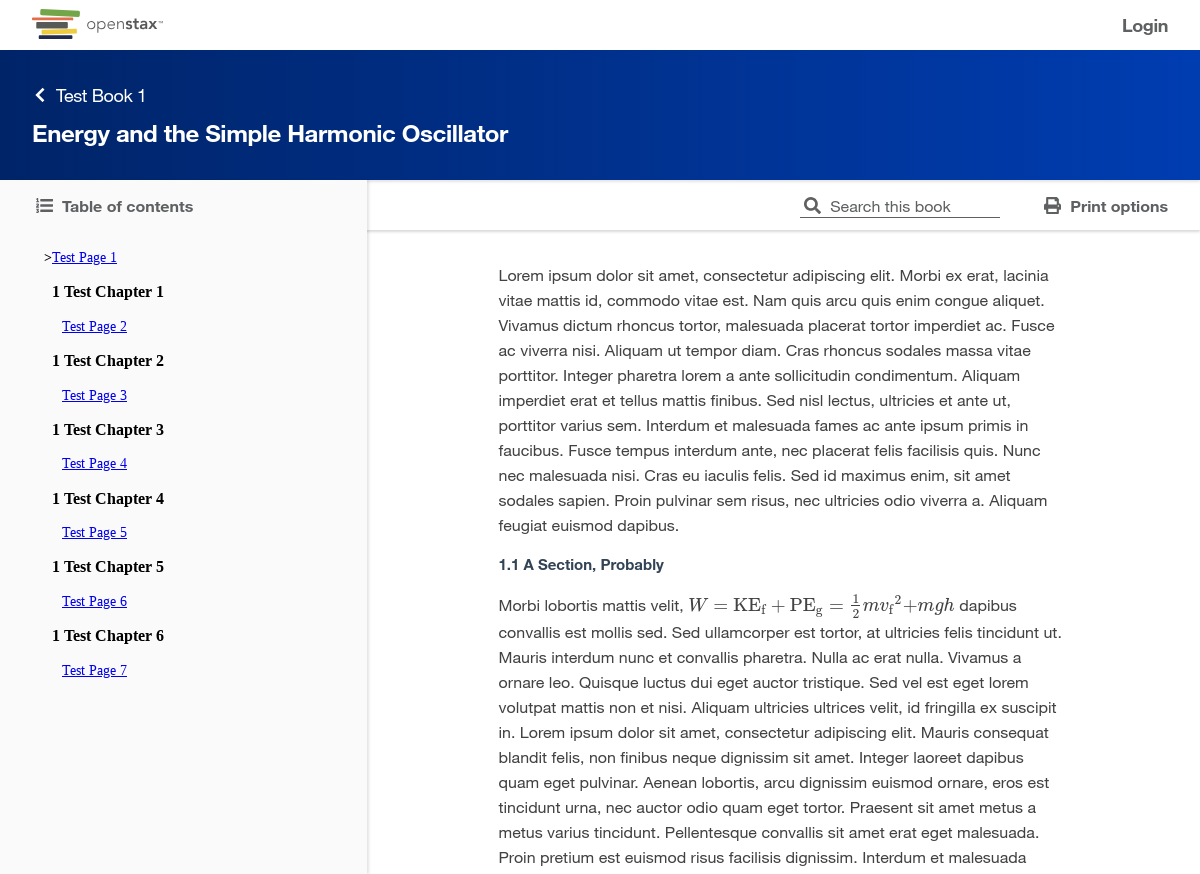 openstax™
Login
Test Book 1
Energy and the Simple Harmonic Oscillator
Table of contents
Search this book
Print options
>Test Page 1
1 Test Chapter 1
Test Page 2
1 Test Chapter 2
Test Page 3
1 Test Chapter 3
Test Page 4
1 Test Chapter 4
Test Page 5
1 Test Chapter 5
Test Page 6
1 Test Chapter 6
Test Page 7
Lorem ipsum dolor sit amet, consectetur adipiscing elit. Morbi ex erat, lacinia
vitae mattis id, commodo vitae est. Nam quis arcu quis enim congue aliquet.
Vivamus dictum rhoncus tortor, malesuada placerat tortor imperdiet ac. Fusce
ac viverra nisi. Aliquam ut tempor diam. Cras rhoncus sodales massa vitae
porttitor. Integer pharetra lorem a ante sollicitudin condimentum. Aliquam
imperdiet erat et tellus mattis finibus. Sed nisl lectus, ultricies et ante ut,
porttitor varius sem. Interdum et malesuada fames ac ante ipsum primis in
faucibus. Fusce tempus interdum ante, nec placerat felis facilisis quis. Nunc
nec malesuada nisi. Cras eu iaculis felis. Sed id maximus enim, sit amet
sodales sapien. Proin pulvinar sem risus, nec ultricies odio viverra a. Aliquam
feugiat euismod dapibus.
1.1 A Section, Probably
Morbi lobortis mattis velit, W = KE_f + PE_g = 1/2 mv_f^2+mgh dapibus
convallis est mollis sed. Sed ullamcorper est tortor, at ultricies felis tincidunt ut.
Mauris interdum nunc et convallis pharetra. Nulla ac erat nulla. Vivamus a
ornare leo. Quisque luctus dui eget auctor tristique. Sed vel est eget lorem
volutpat mattis non et nisi. Aliquam ultricies ultrices velit, id fringilla ex suscipit
in. Lorem ipsum dolor sit amet, consectetur adipiscing elit. Mauris consequat
blandit felis, non finibus neque dignissim sit amet. Integer laoreet dapibus
quam eget pulvinar. Aenean lobortis, arcu dignissim euismod ornare, eros est
tincidunt urna, nec auctor odio quam eget tortor. Praesent sit amet metus a
metus varius tincidunt. Pellentesque convallis sit amet erat eget malesuada.
Proin pretium est euismod risus facilisis dignissim. Interdum et malesuada